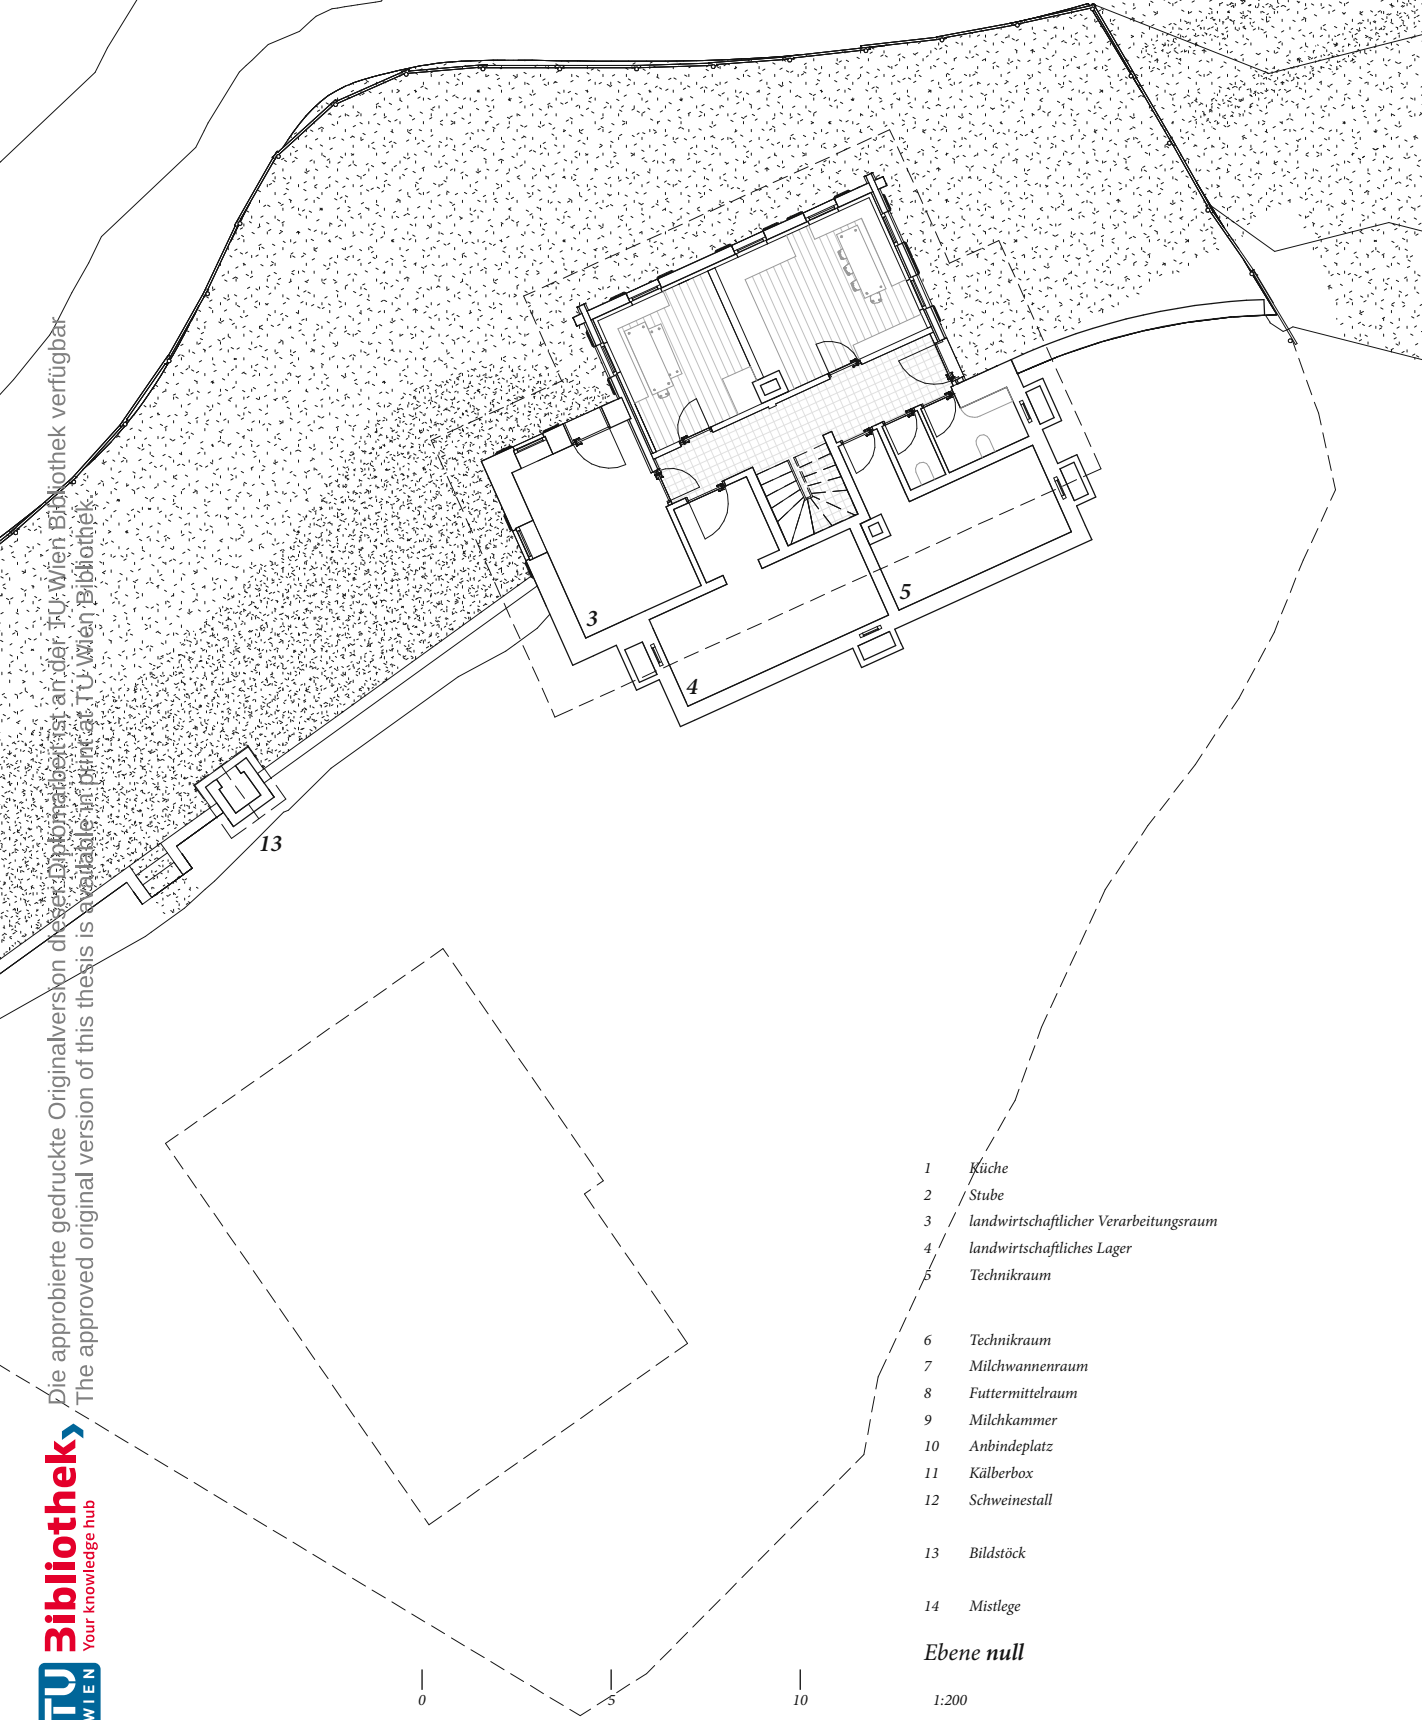 3
4
5
13
1 Küche
2 Stube
3 landwirtschaftlicher Verarbeitungsraum
4 landwirtschaftliches Lager
5 Technikraum
6 Technikraum
7 Milchwannenraum
8 Futtermittelraum
9 Milchkammer
10 Anbindeplatz
11 Kälberbox
12 Schweinestall
13 Bildstöck
14 Mistlege
Ebene null
0 5 10 1:200
Die approbierte gedruckte Originalversion dieser Diplomarbeit ist an der TU Wien Bibliothek verfügbar
The approved original version of this thesis is available in print at TU Wien Bibliothek.
TU WIEN
Bibliothek
Your knowledge hub